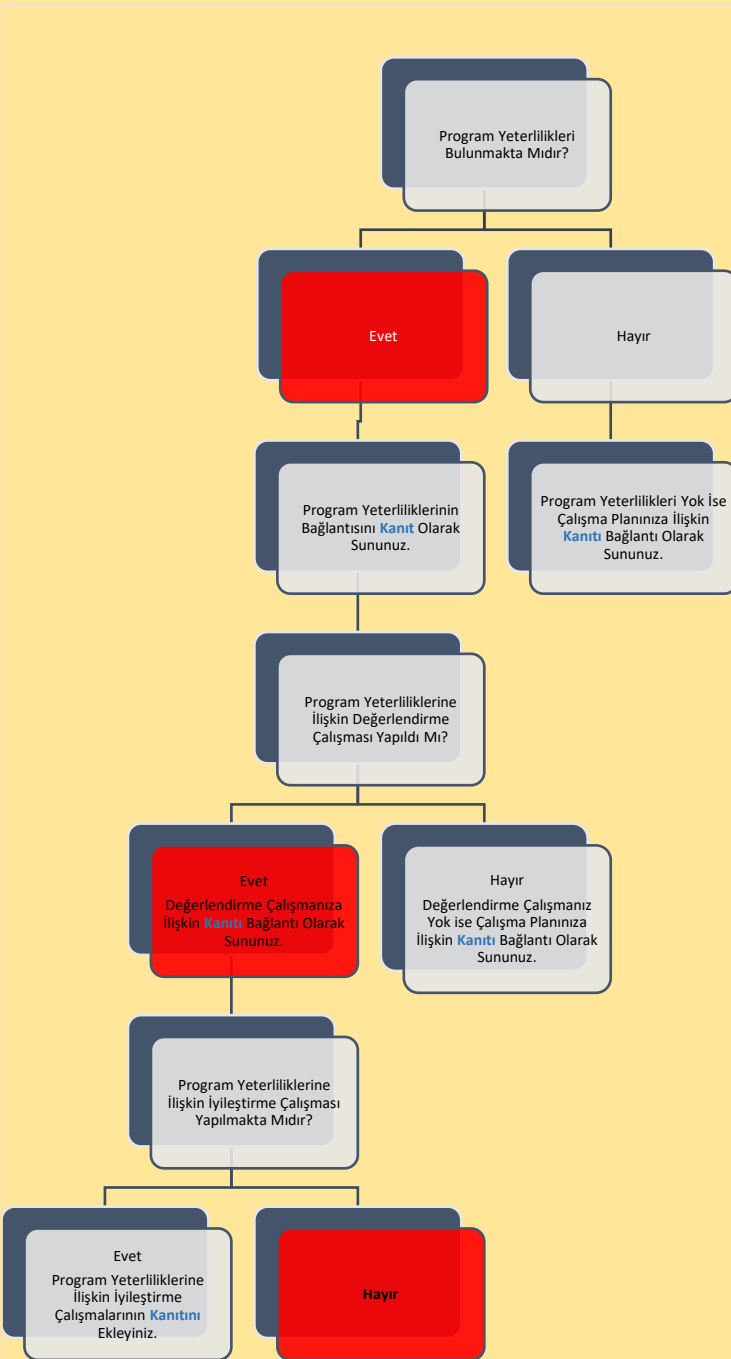 Program Yeterlilikleri
Bulunmakta Mıdır?
Evet
Hayır
Program Yeterliliklerinin
Bağlantısını Kanıt Olarak
Sununuz.
Program Yeterlilikleri Yok İse
Çalışma Planınıza İlişkin
Kanıtı Bağlantı Olarak
Sununuz.
Program Yeterliliklerine
İlişkin Değerlendirme
Çalışması Yapıldı Mı?
Evet
Değerlendirme Çalışmanıza
İlişkin Kanıtı Bağlantı Olarak
Sununuz.
Hayır
Değerlendirme Çalışmanız
Yok ise Çalışma Planınıza
İlişkin Kanıtı Bağlantı Olarak
Sununuz.
Program Yeterliliklerine
İlişkin İyileştirme Çalışması
Yapılmakta Mıdır?
Evet
Program Yeterliliklerine
İlişkin İyileştirme
Çalışmalarının Kanıtını
Ekleyiniz.
Hayır